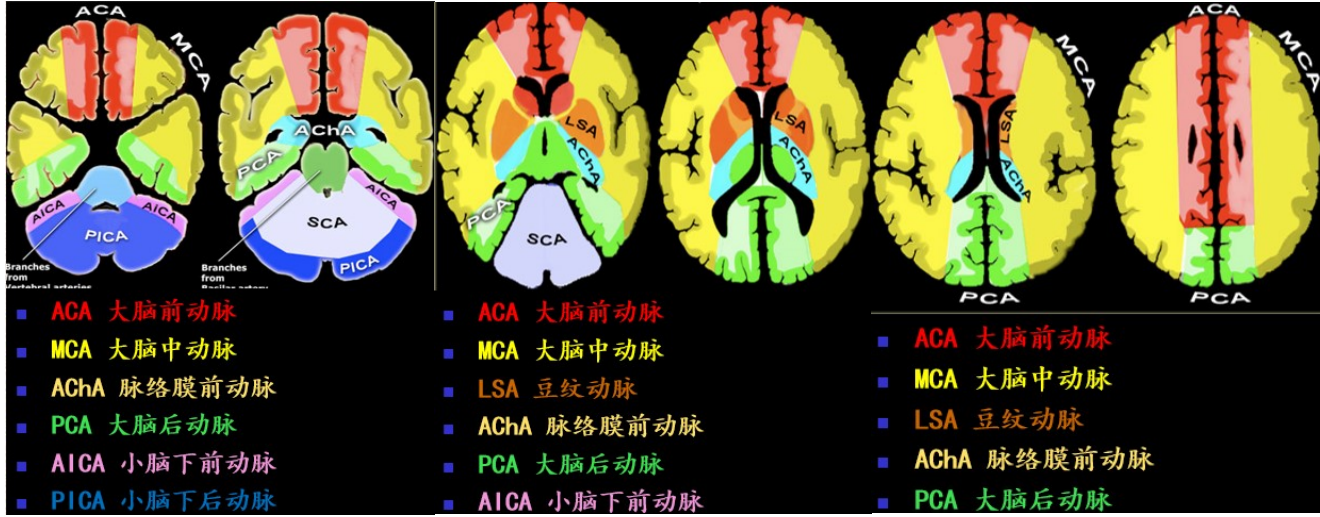 ACA
MCA
AICA
AICA
PICA
Branches
from
Vertebral arteries
AChA
PCA
AICA
SCA
PICA
Branches
from
Basilar artery
LSA
AChA
PCA
SCA
LSA
AChA
MCA
LSA
AChA
PCA
ACA
MCA
PCA
ACA 大脑前动脉
MCA 大脑中动脉
AChA 脉络膜前动脉
PCA 大脑后动脉
AICA 小脑下前动脉
PICA 小脑下后动脉
ACA 大脑前动脉
MCA 大脑中动脉
LSA 豆纹动脉
AChA 脉络膜前动脉
PCA 大脑后动脉
AICA 小脑下前动脉
ACA 大脑前动脉
MCA 大脑中动脉
LSA 豆纹动脉
AChA 脉络膜前动脉
PCA 大脑后动脉